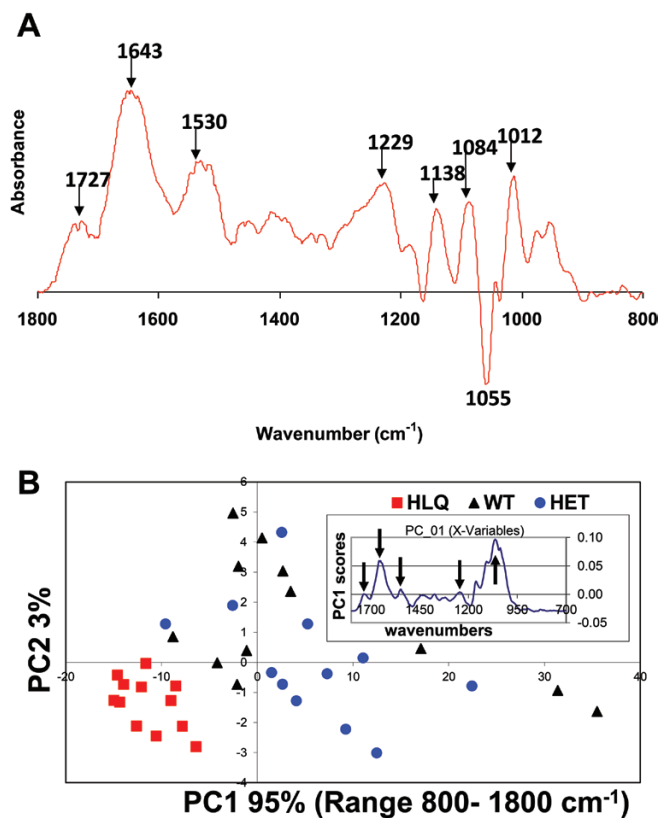 A
1643
1530
1727
1229
1138
1084
1012
1055
Absorbance
1800 1600 1400 1200 1000 800
Wavenumber (cm-1)
B
HLQ WT HET
PC_01 (X-Variables)
PC1 scores
0.10
0.05
0.00
-0.05
1700 1450 1200 950 700
wavenumbers
PC2 3%
6
5
4
3
2
1
0
-1
-2
-3
-4
-20 -10 0 10 20 30 40
PC1 95% (Range 800- 1800 cm-1)